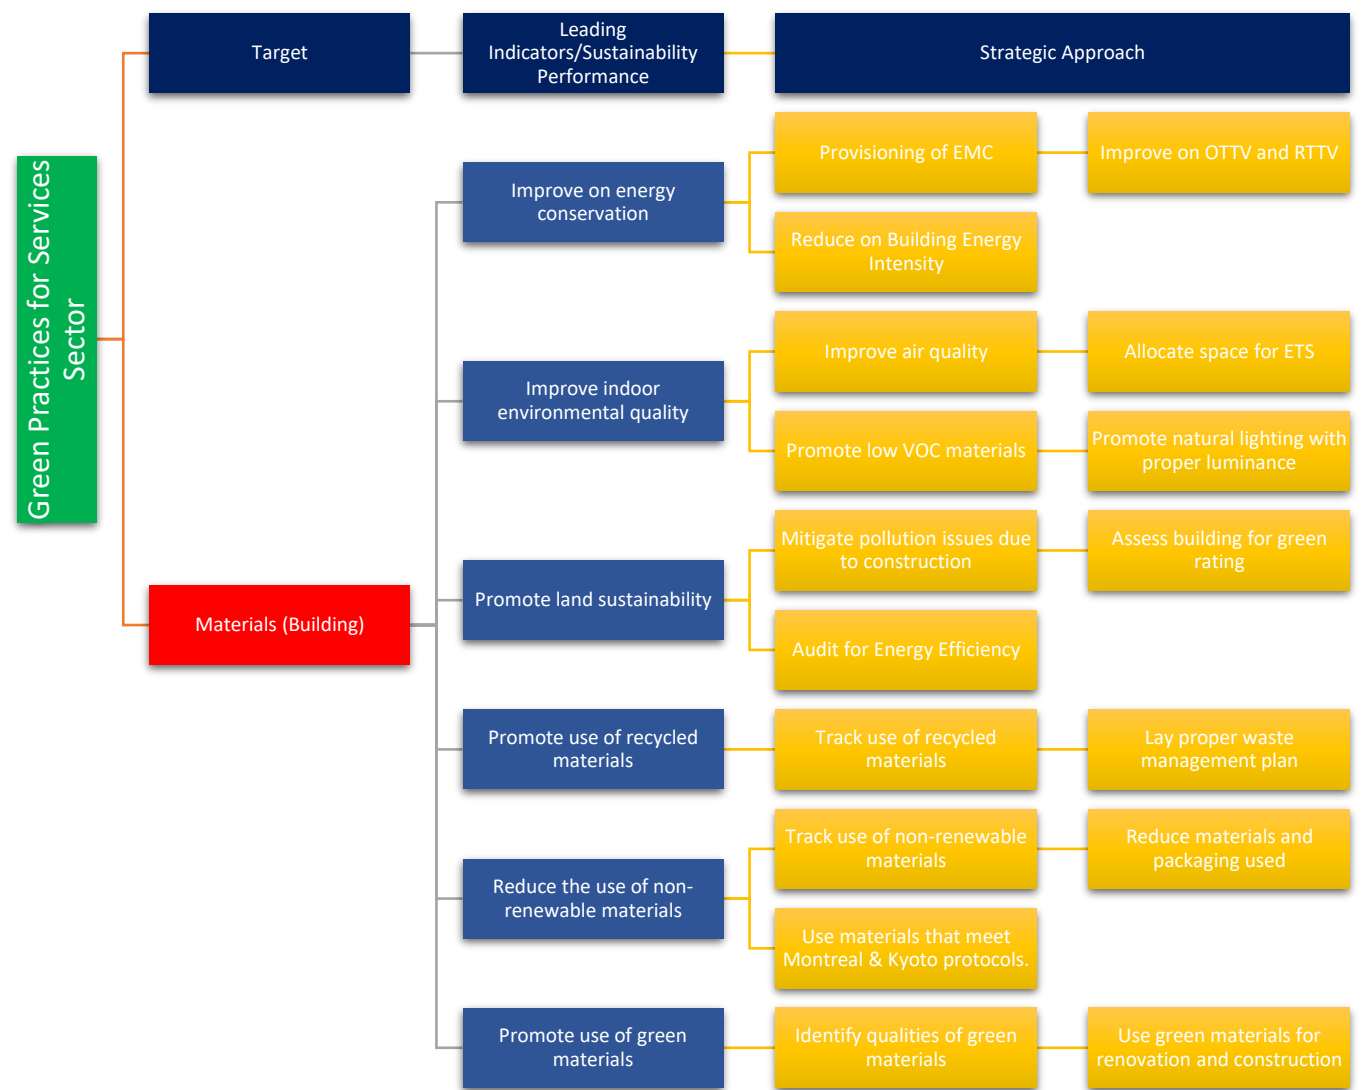 Green Practices for Services
Sector
Target
Leading
Indicators/Sustainability
Performance
Strategic Approach
Materials (Building)
Improve on energy
conservation
Provisioning of EMC
Improve on OTTV and RTTV
Reduce on Building Energy
Intensity
Improve indoor
environmental quality
Improve air quality
Allocate space for ETS
Promote low VOC materials
Promote natural lighting with
proper luminance
Promote land sustainability
Mitigate pollution issues due
to construction
Assess building for green
rating
Audit for Energy Efficiency
Promote use of recycled
materials
Track use of recycled
materials
Lay proper waste
management plan
Reduce the use of non-
renewable materials
Track use of non-renewable
materials
Reduce materials and
packaging used
Use materials that meet
Montreal & Kyoto protocols.
Promote use of green
materials
Identify qualities of green
materials
Use green materials for
renovation and construction